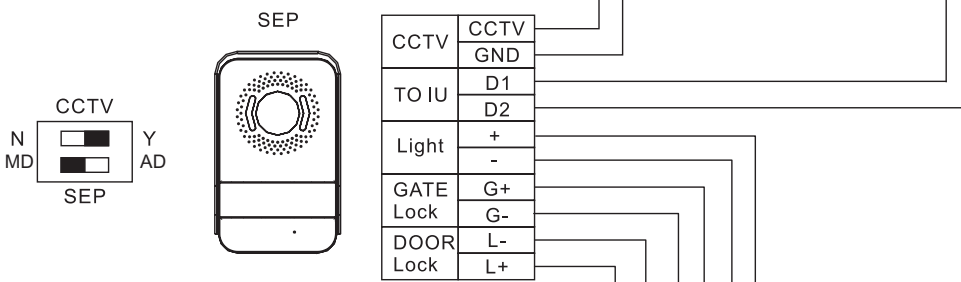 SEP
CCTV
N Y
MD AD
SEP
CCTV CCTV
GND
TO IU D1
D2
Light +
-
GATE Lock G+
G-
DOOR Lock L-
L+